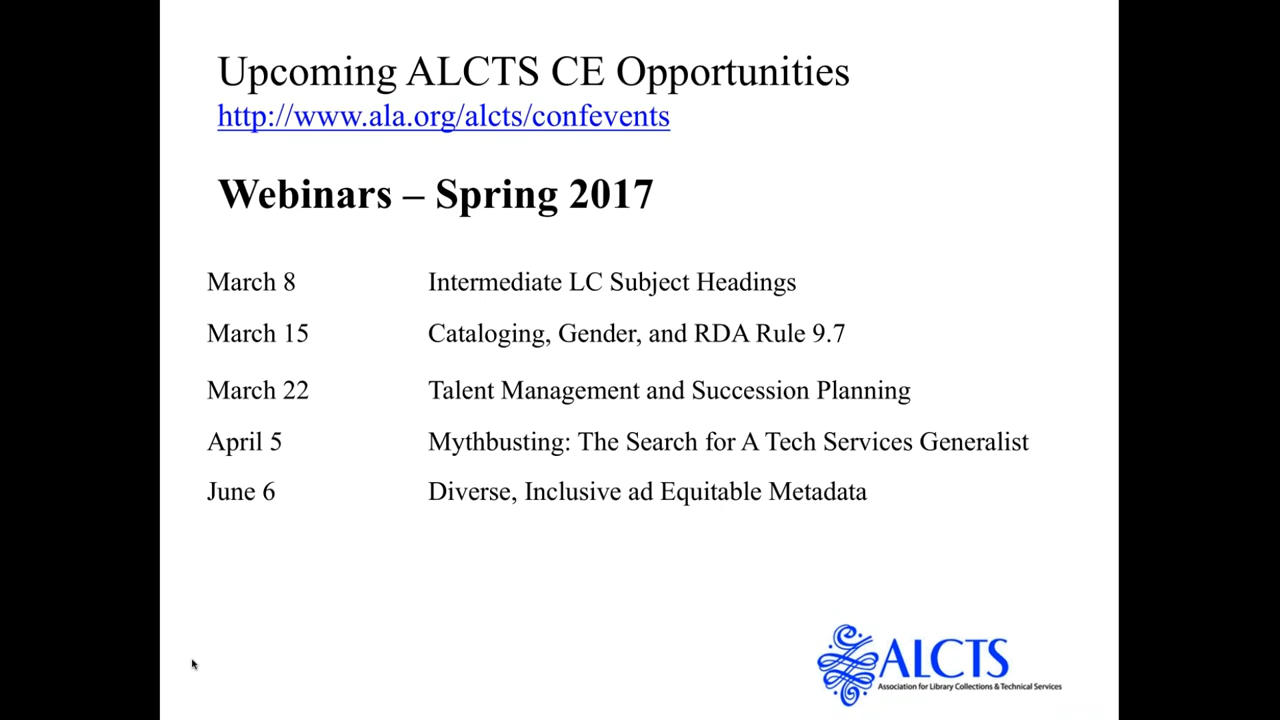 Upcoming ALCTS CE Opportunities
http://www.ala.org/alcts/confevents
Webinars – Spring 2017
March 8 Intermediate LC Subject Headings
March 15 Cataloging, Gender, and RDA Rule 9.7
March 22 Talent Management and Succession Planning
April 5 Mythbusting: The Search for A Tech Services Generalist
June 6 Diverse, Inclusive ad Equitable Metadata
ALCTS
Association for Library Collections & Technical Services